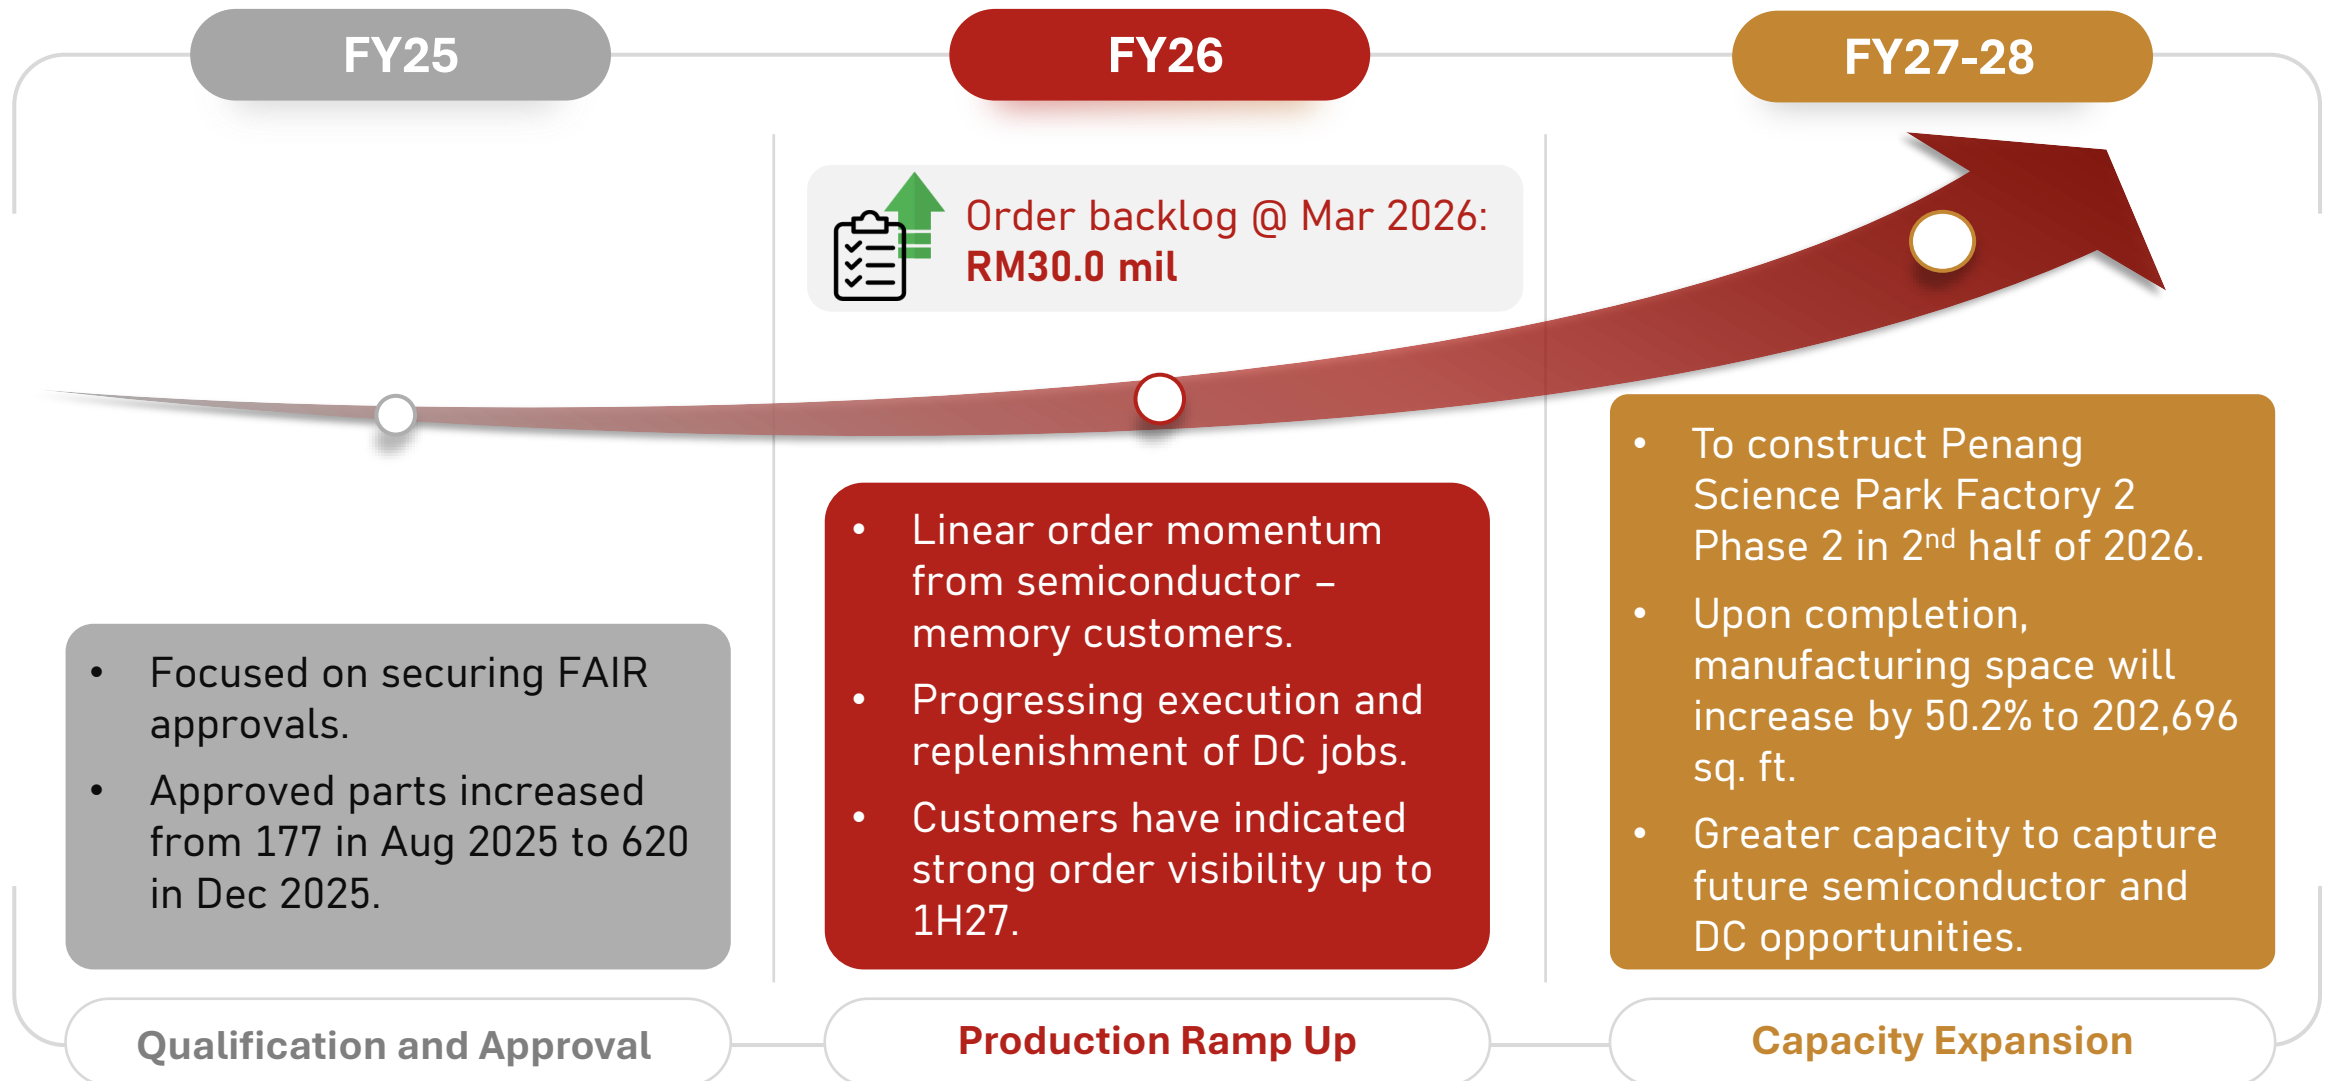 FY25
FY26
FY27-28
Order backlog @ Mar 2026:
RM30.0 mil
• Focused on securing FAIR
approvals.
• Approved parts increased
from 177 in Aug 2025 to 620
in Dec 2025.
• Linear order momentum
from semiconductor –
memory customers.
• Progressing execution and
replenishment of DC jobs.
• Customers have indicated
strong order visibility up to
1H27.
• To construct Penang
Science Park Factory 2
Phase 2 in 2nd half of 2026.
• Upon completion,
manufacturing space will
increase by 50.2% to 202,696
sq. ft.
• Greater capacity to capture
future semiconductor and
DC opportunities.
Qualification and Approval
Production Ramp Up
Capacity Expansion